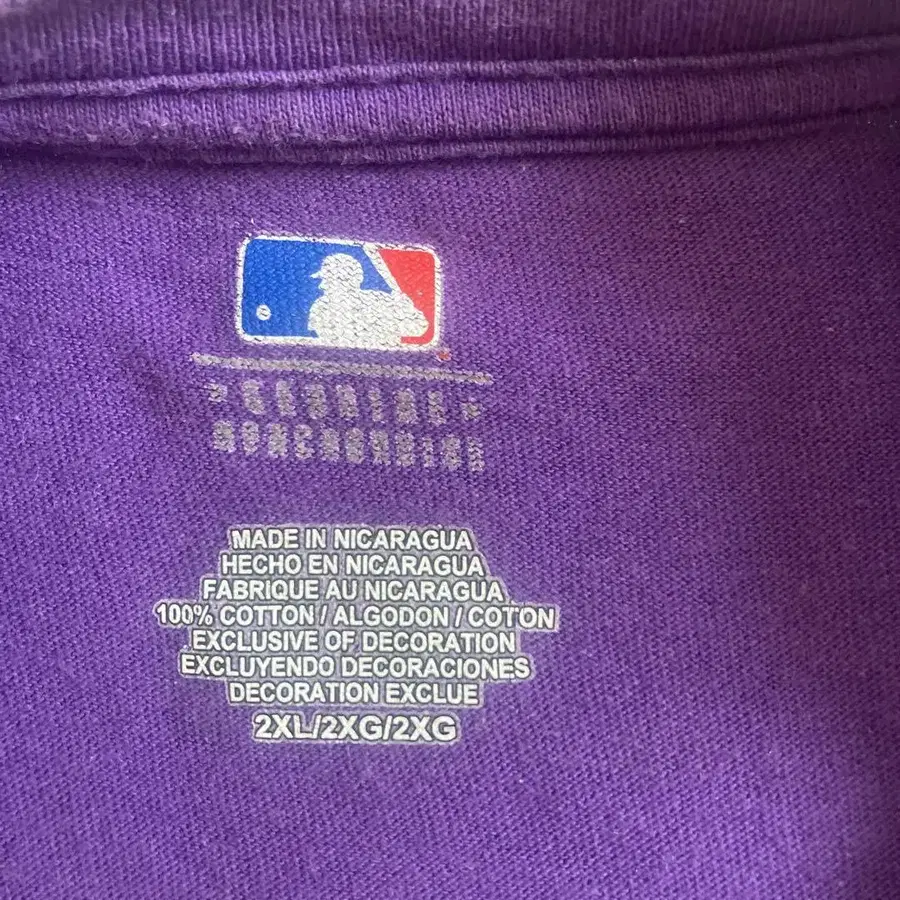 MADE IN NICARAGUA
HECHO EN NICARAGUA
FABRIQUE AU NICARAGUA
100% COTTON / ALGODON / COTON
EXCLUSIVE OF DECORATION
EXCLUYENDO DECORACIONES
DECORATION EXCLUE
2XL/2XG/2XG